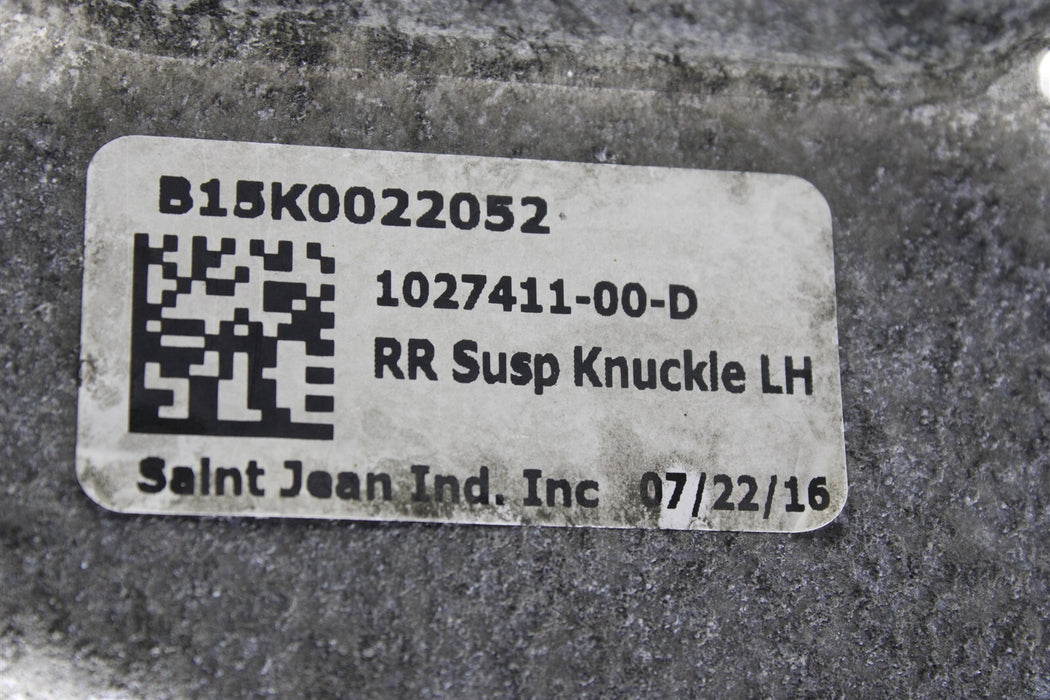 B15K0022052
1027411-00-D
RR Susp Knuckle LH
Saint Jean Ind. Inc 07/22/16